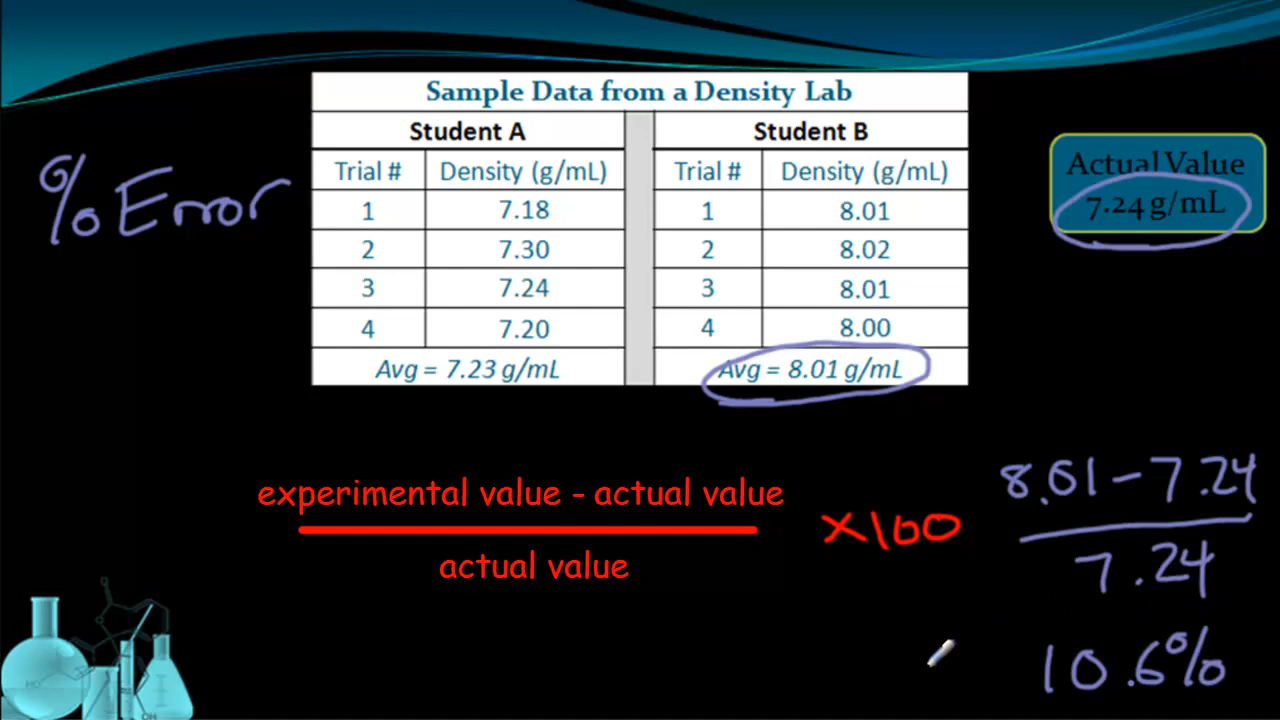 Sample Data from a Density Lab
Student A
Student B
Trial # Density (g/mL) Trial # Density (g/mL)
1 7.18 1 8.01
2 7.30 2 8.02
3 7.24 3 8.01
4 7.20 4 8.00
Avg = 7.23 g/mL Avg = 8.01 g/mL
% Error
Actual Value
7.24 g/mL
experimental value - actual value
actual value
X100
8.01 - 7.24
7.24
10.6%
HO
OH
O
O